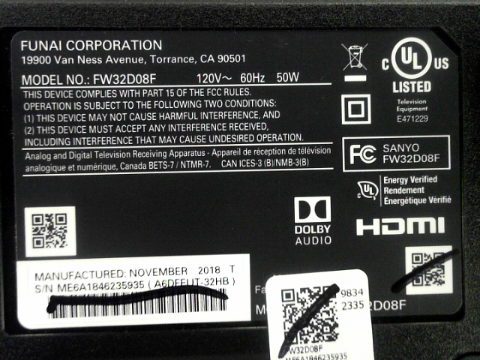 FUNAI CORPORATION
19900 Van Ness Avenue, Torrance, CA 90501
MODEL NO.: FW32D08F 120V~ 60Hz 50W
THIS DEVICE COMPLIES WITH PART 15 OF THE FCC RULES.
OPERATION IS SUBJECT TO THE FOLLOWING TWO CONDITIONS:
(1) THIS DEVICE MAY NOT CAUSE HARMFUL INTERFERENCE, AND
(2) THIS DEVICE MUST ACCEPT ANY INTERFERENCE RECEIVED,
INCLUDING INTERFERENCE THAT MAY CAUSE UNDESIRED OPERATION.
Analog and Digital Television Receiving Apparatus - Appareil de réception de télévision
analogique et numérique, Canada BETS-7 / NTMR-7. CAN ICES-3 (B)/NMB-3(B)
C UL US
LISTED
Television
Equipment
E471229
FC SANYO
FW32D08F
UL Energy Verified
Rendement
Énergétique Vérifié
DOLBY
AUDIO
HDMI
MANUFACTURED: NOVEMBER 2018 T
S/N ME6A1846235935 (A6DFEUT-32HB)
Fa
M
9834
2335
32D08F
FW32D08F
ME6A1846235935